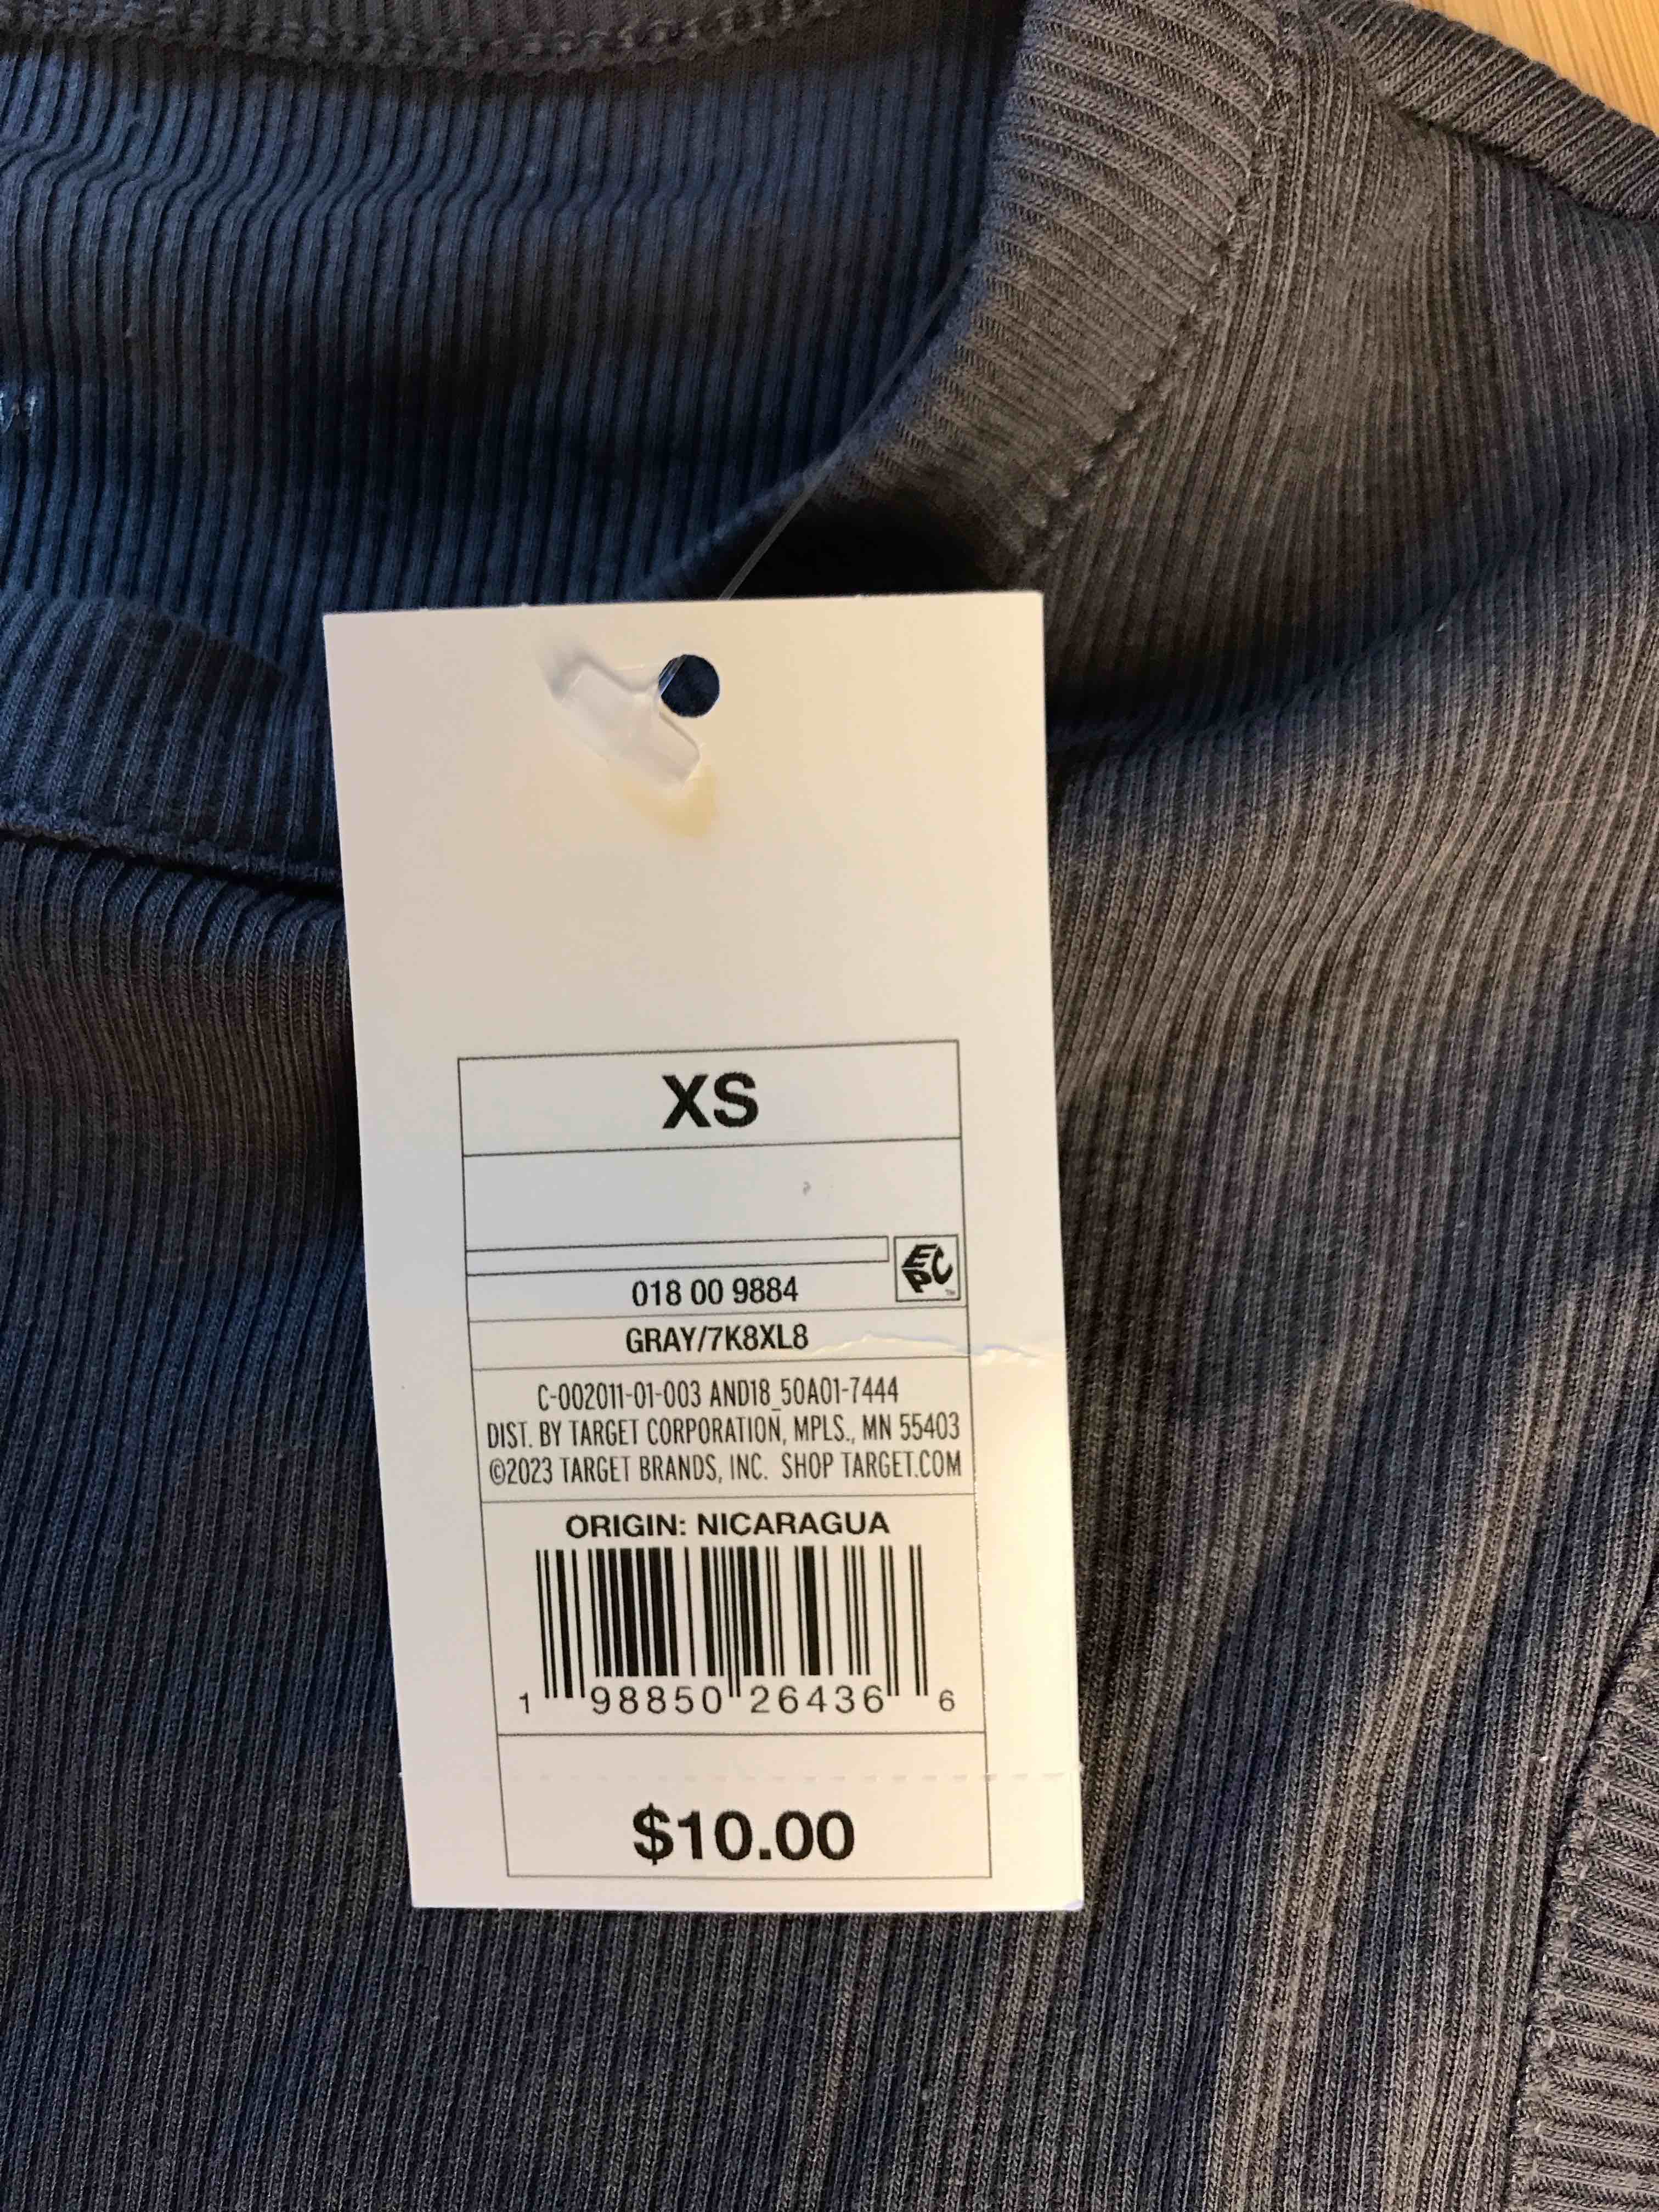 XS
018 00 9884
EPC™
GRAY/7K8XL8
C-002011-01-003 AND18_50A01-7444
DIST. BY TARGET CORPORATION, MPLS., MN 55403
©2023 TARGET BRANDS, INC. SHOP TARGET.COM
ORIGIN: NICARAGUA
1 98850 26436 6
$10.00